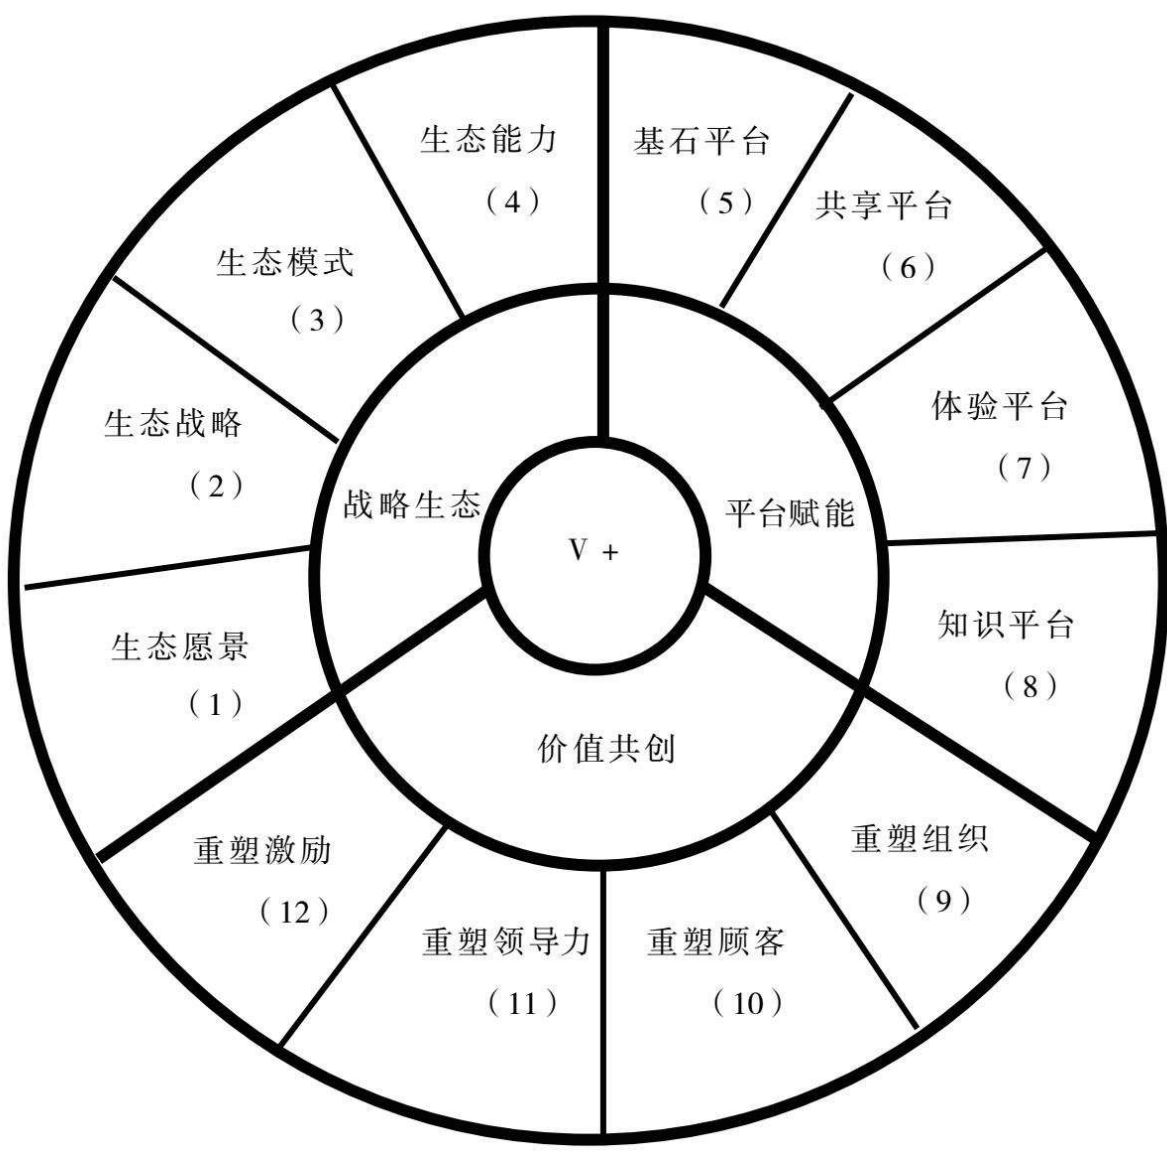 生态能力
（4）
基石平台
（5）
共享平台
（6）
生态模式
（3）
体验平台
（7）
生态战略
（2）
战略生态
平台赋能
V +
知识平台
（8）
生态愿景
（1）
价值共创
重塑组织
（9）
重塑激励
（12）
重塑领导力
（11）
重塑顾客
（10）